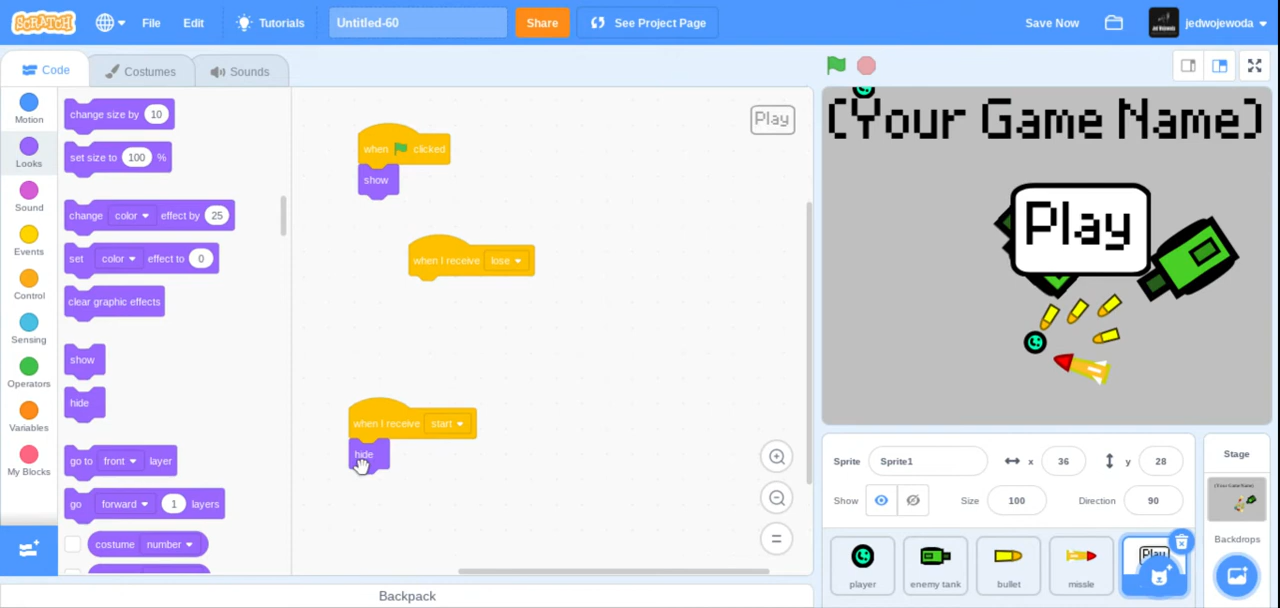 SCRATCH File Edit Tutorials Untitled-60 Share See Project Page Save Now jedwojewoda
Code Costumes Sounds
Motion
Looks
Sound
Events
Control
Sensing
Operators
Variables
My Blocks
change size by 10
set size to 100 %
change color effect by 25
set color effect to 0
clear graphic effects
show
hide
go to front layer
go forward 1 layers
costume number
when clicked
show
when I receive lose
when I receive start
hide
Play
(Your Game Name)
Play
Sprite Sprite1 x 36 y 28
Show Size 100 Direction 90
player
enemy tank
bullet
missle
Play
Stage
(Your Game Name)
Backdrops
Backpack